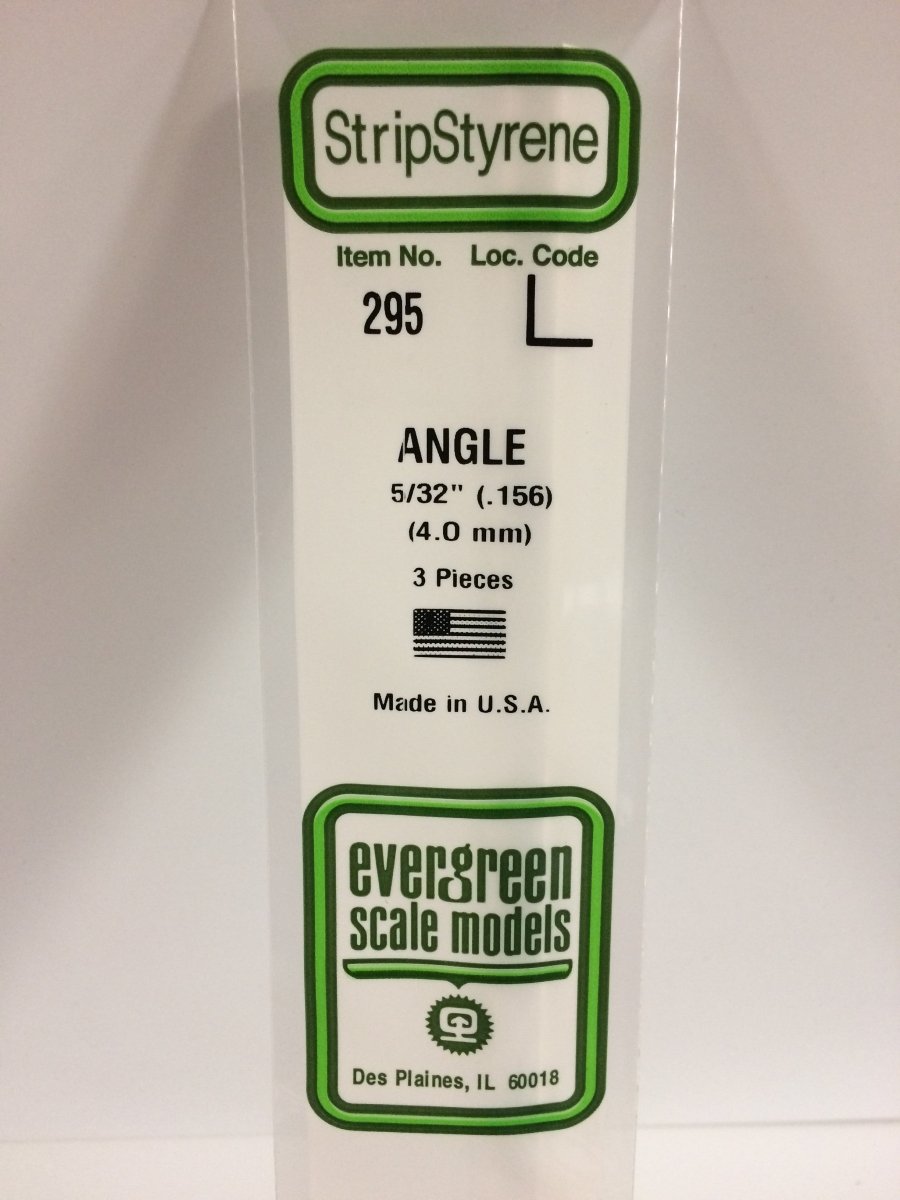 StripStyrene
Item No. Loc. Code
295 L
ANGLE
5/32" (.156)
(4.0 mm)
3 Pieces
Made in U.S.A.
evergreen
scale models
Des Plaines, IL 60018